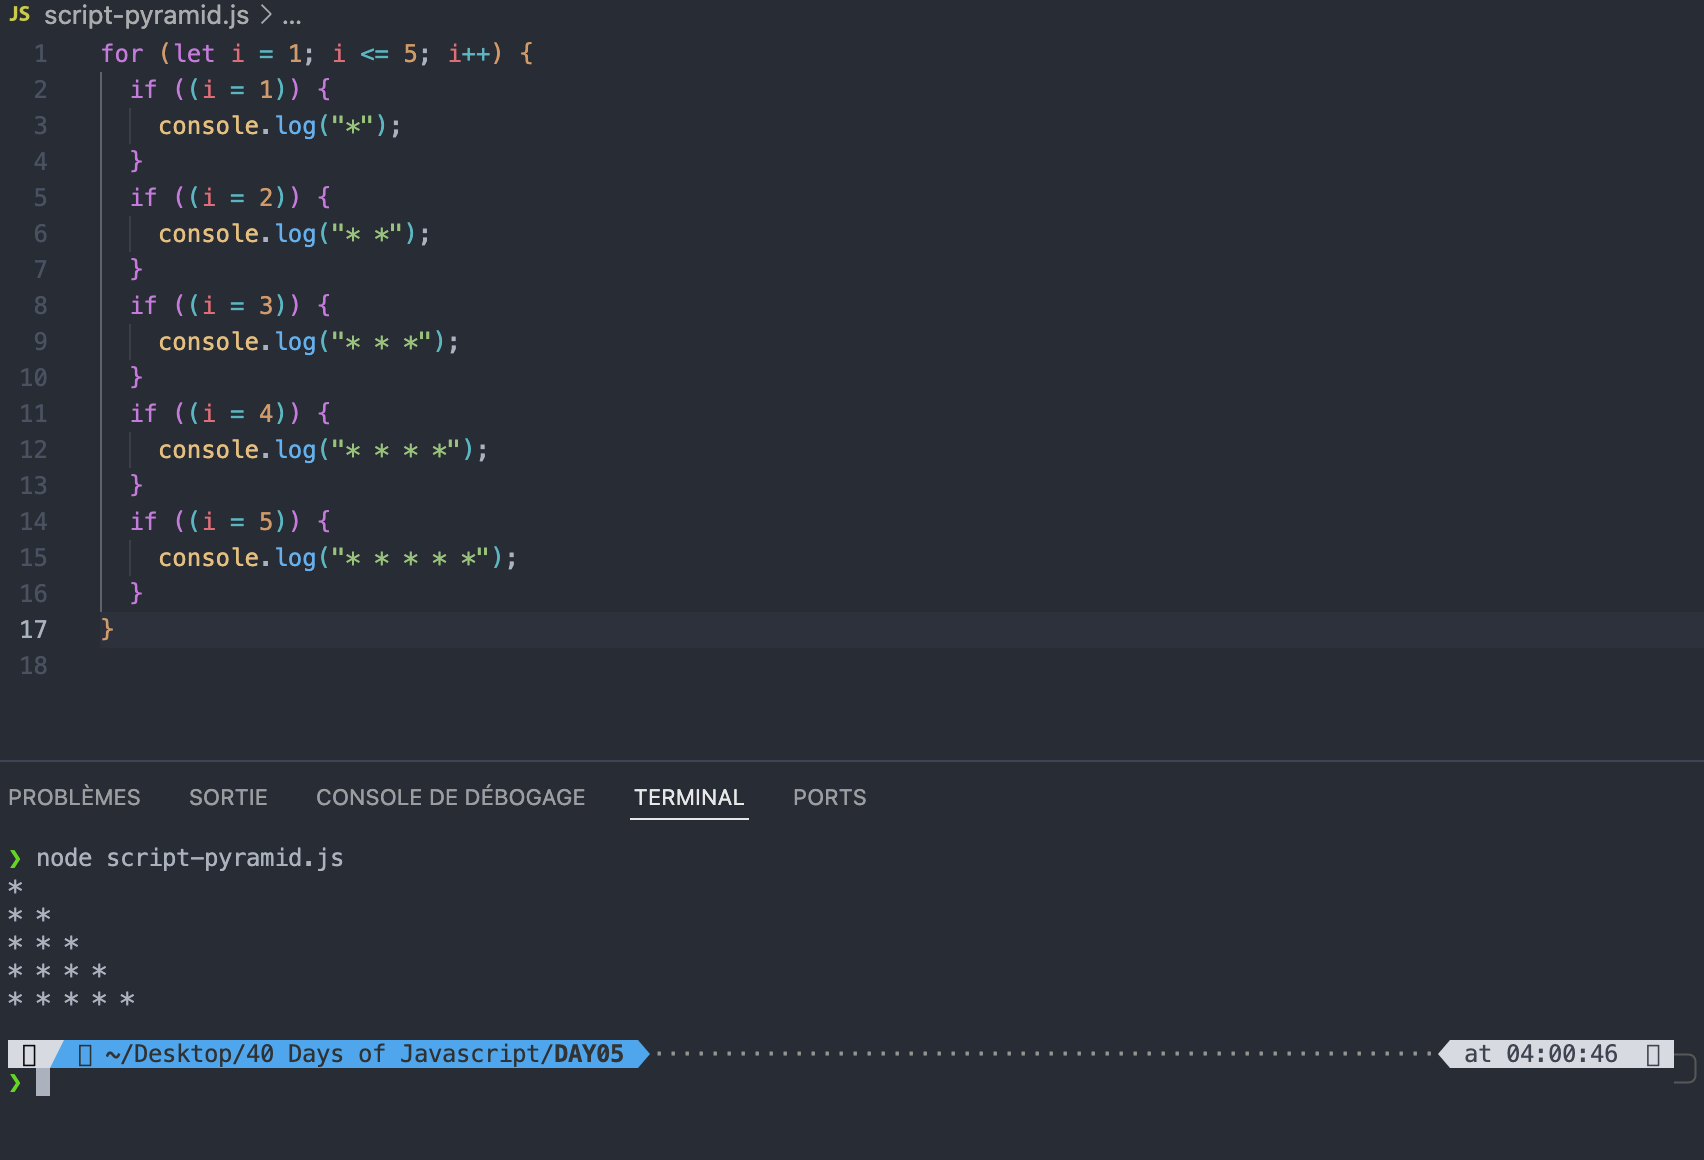 JS script-pyramid.js > ...
1 for (let i = 1; i <= 5; i++) {
2 if ((i = 1)) {
3 console.log("*");
4 }
5 if ((i = 2)) {
6 console.log("* *");
7 }
8 if ((i = 3)) {
9 console.log("* * *");
10 }
11 if ((i = 4)) {
12 console.log("* * * *");
13 }
14 if ((i = 5)) {
15 console.log("* * * * *");
16 }
17 }
18
PROBLÈMES SORTIE CONSOLE DE DÉBOGAGE TERMINAL PORTS
❯ node script-pyramid.js
*
* *
* * *
* * * *
* * * * *
~/Desktop/40 Days of Javascript/DAY05 at 04:00:46
❯